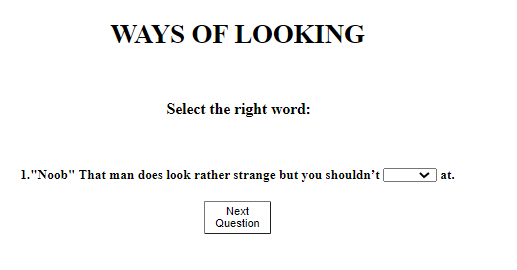 WAYS OF LOOKING
Select the right word:
1."Noob" That man does look rather strange but you shouldn’t at.
Next
Question